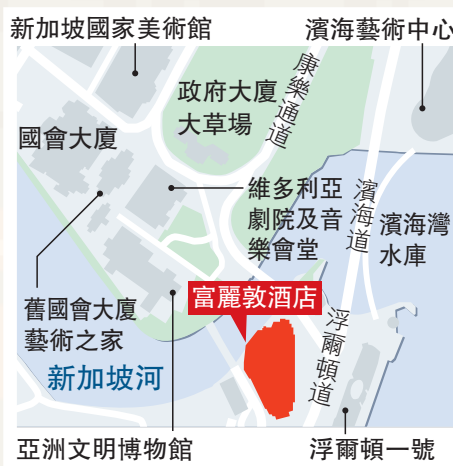 新加坡國家美術館
濱海藝術中心
康樂通道
政府大廈
大草場
國會大廈
維多利亞
劇院及音
樂會堂
濱海道
濱海灣
水庫
舊國會大廈
藝術之家
富麗敦酒店
浮爾頓道
新加坡河
亞洲文明博物館
浮爾頓一號